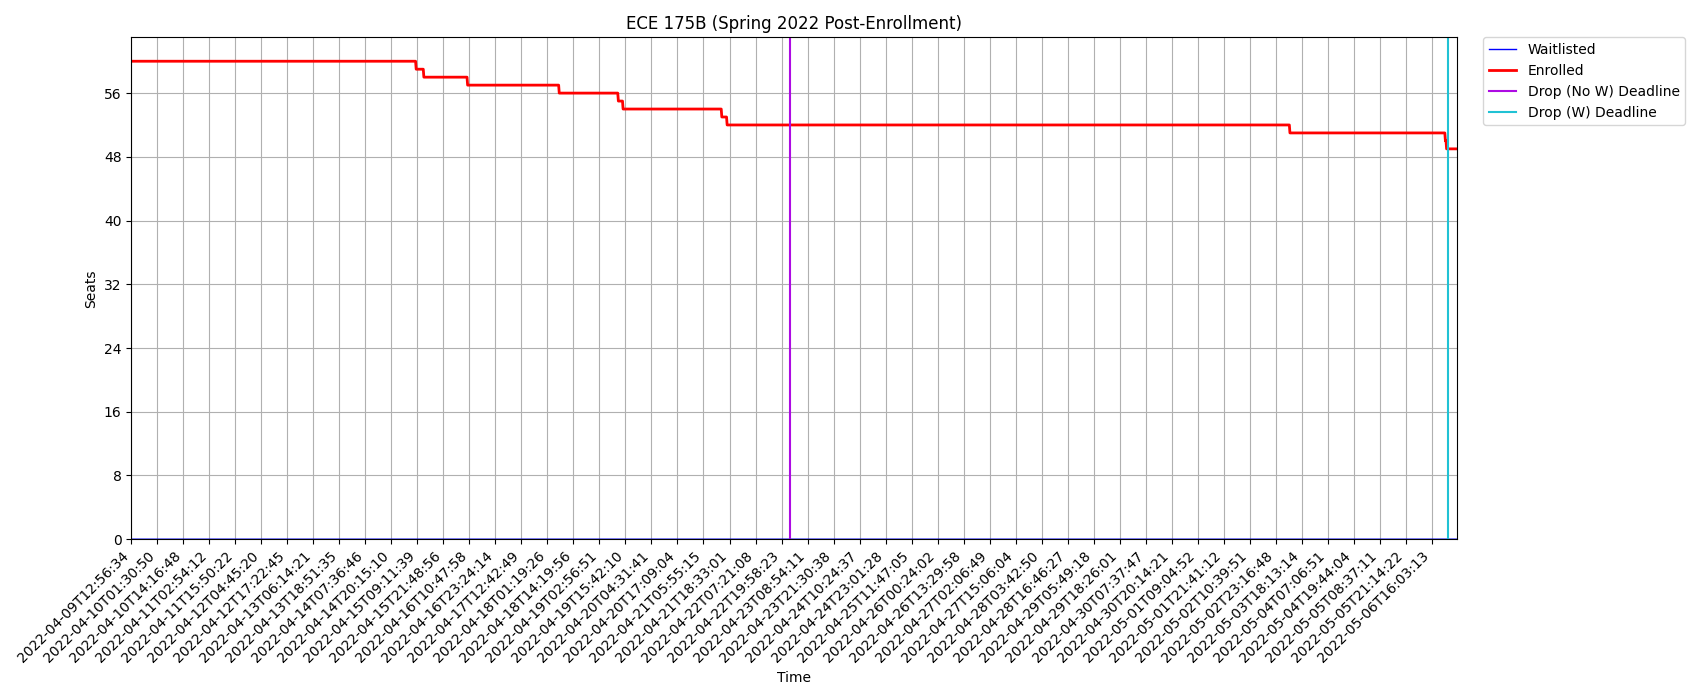 ECE 175B (Spring 2022 Post-Enrollment)
Waitlisted
Enrolled
Drop (No W) Deadline
Drop (W) Deadline
Seats
56
48
40
32
24
16
8
0
2022-04-09T12:56:34
2022-04-10T01:30:50
2022-04-10T14:16:48
2022-04-11T02:54:12
2022-04-11T15:50:22
2022-04-12T04:45:20
2022-04-12T17:22:45
2022-04-13T06:14:21
2022-04-13T18:51:35
2022-04-14T07:36:46
2022-04-14T20:15:10
2022-04-15T09:11:39
2022-04-15T21:48:56
2022-04-16T10:47:58
2022-04-16T23:24:14
2022-04-17T12:42:49
2022-04-18T01:19:26
2022-04-18T14:19:56
2022-04-19T02:56:51
2022-04-19T15:42:10
2022-04-20T04:31:41
2022-04-20T17:09:04
2022-04-21T05:55:15
2022-04-21T18:33:01
2022-04-22T07:21:08
2022-04-22T19:58:23
2022-04-23T08:54:11
2022-04-23T21:30:38
2022-04-24T10:24:37
2022-04-24T23:01:28
2022-04-25T11:47:05
2022-04-26T00:24:02
2022-04-26T13:29:58
2022-04-27T02:06:49
2022-04-27T15:06:04
2022-04-28T03:42:50
2022-04-28T16:46:27
2022-04-29T05:49:18
2022-04-29T18:26:01
2022-04-30T07:37:47
2022-04-30T20:14:21
2022-05-01T09:04:52
2022-05-01T21:41:12
2022-05-02T10:39:51
2022-05-02T23:16:48
2022-05-03T18:13:14
2022-05-04T07:06:51
2022-05-04T19:44:04
2022-05-05T08:37:11
2022-05-05T21:14:22
2022-05-06T16:03:13
Time